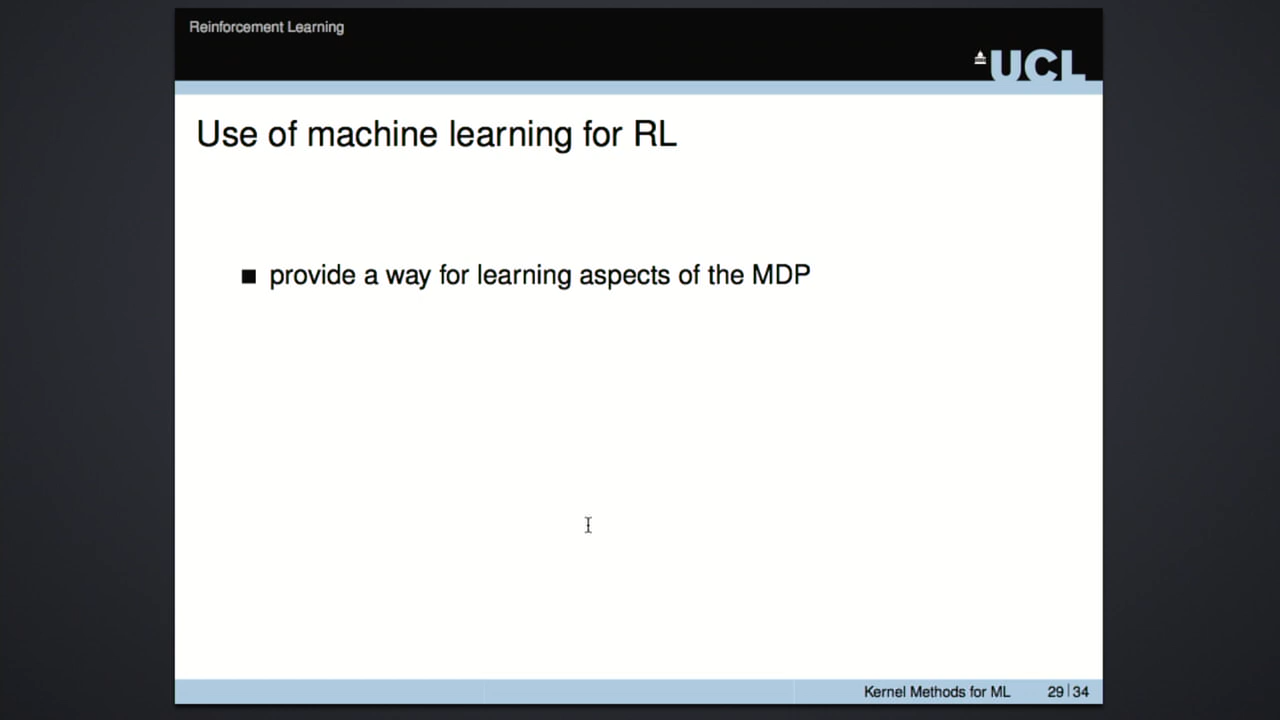 Reinforcement Learning
UCL
Use of machine learning for RL
provide a way for learning aspects of the MDP
Kernel Methods for ML 29 | 34